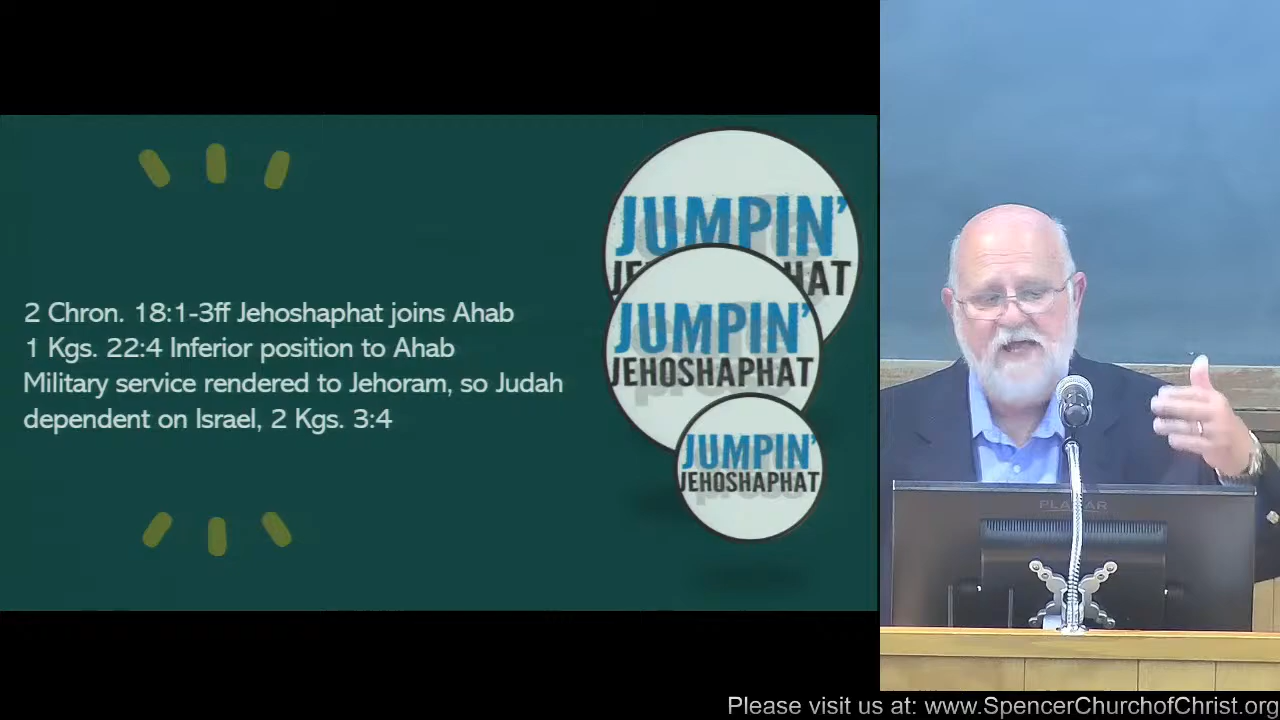 2 Chron. 18:1-3ff Jehoshaphat joins Ahab
1 Kgs. 22:4 Inferior position to Ahab
Military service rendered to Jehoram, so Judah
dependent on Israel, 2 Kgs. 3:4
JUMPIN'
JUMPIN'
JEHOSHAPHAT
JUMPIN'
JEHOSHAPHAT
PLANAR
Please visit us at: www.SpencerChurchofChrist.org